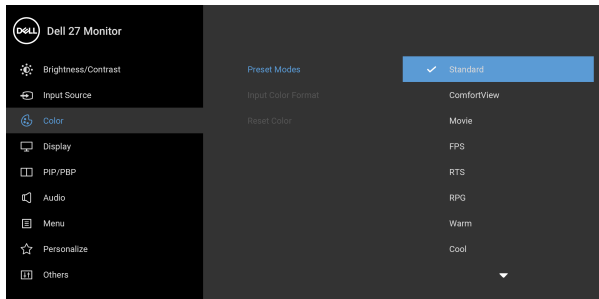 DELL Dell 27 Monitor
Brightness/Contrast
Input Source
Color
Display
PIP/PBP
Audio
Menu
Personalize
Others
Preset Modes
Input Color Format
Reset Color
Standard
ComfortView
Movie
FPS
RTS
RPG
Warm
Cool